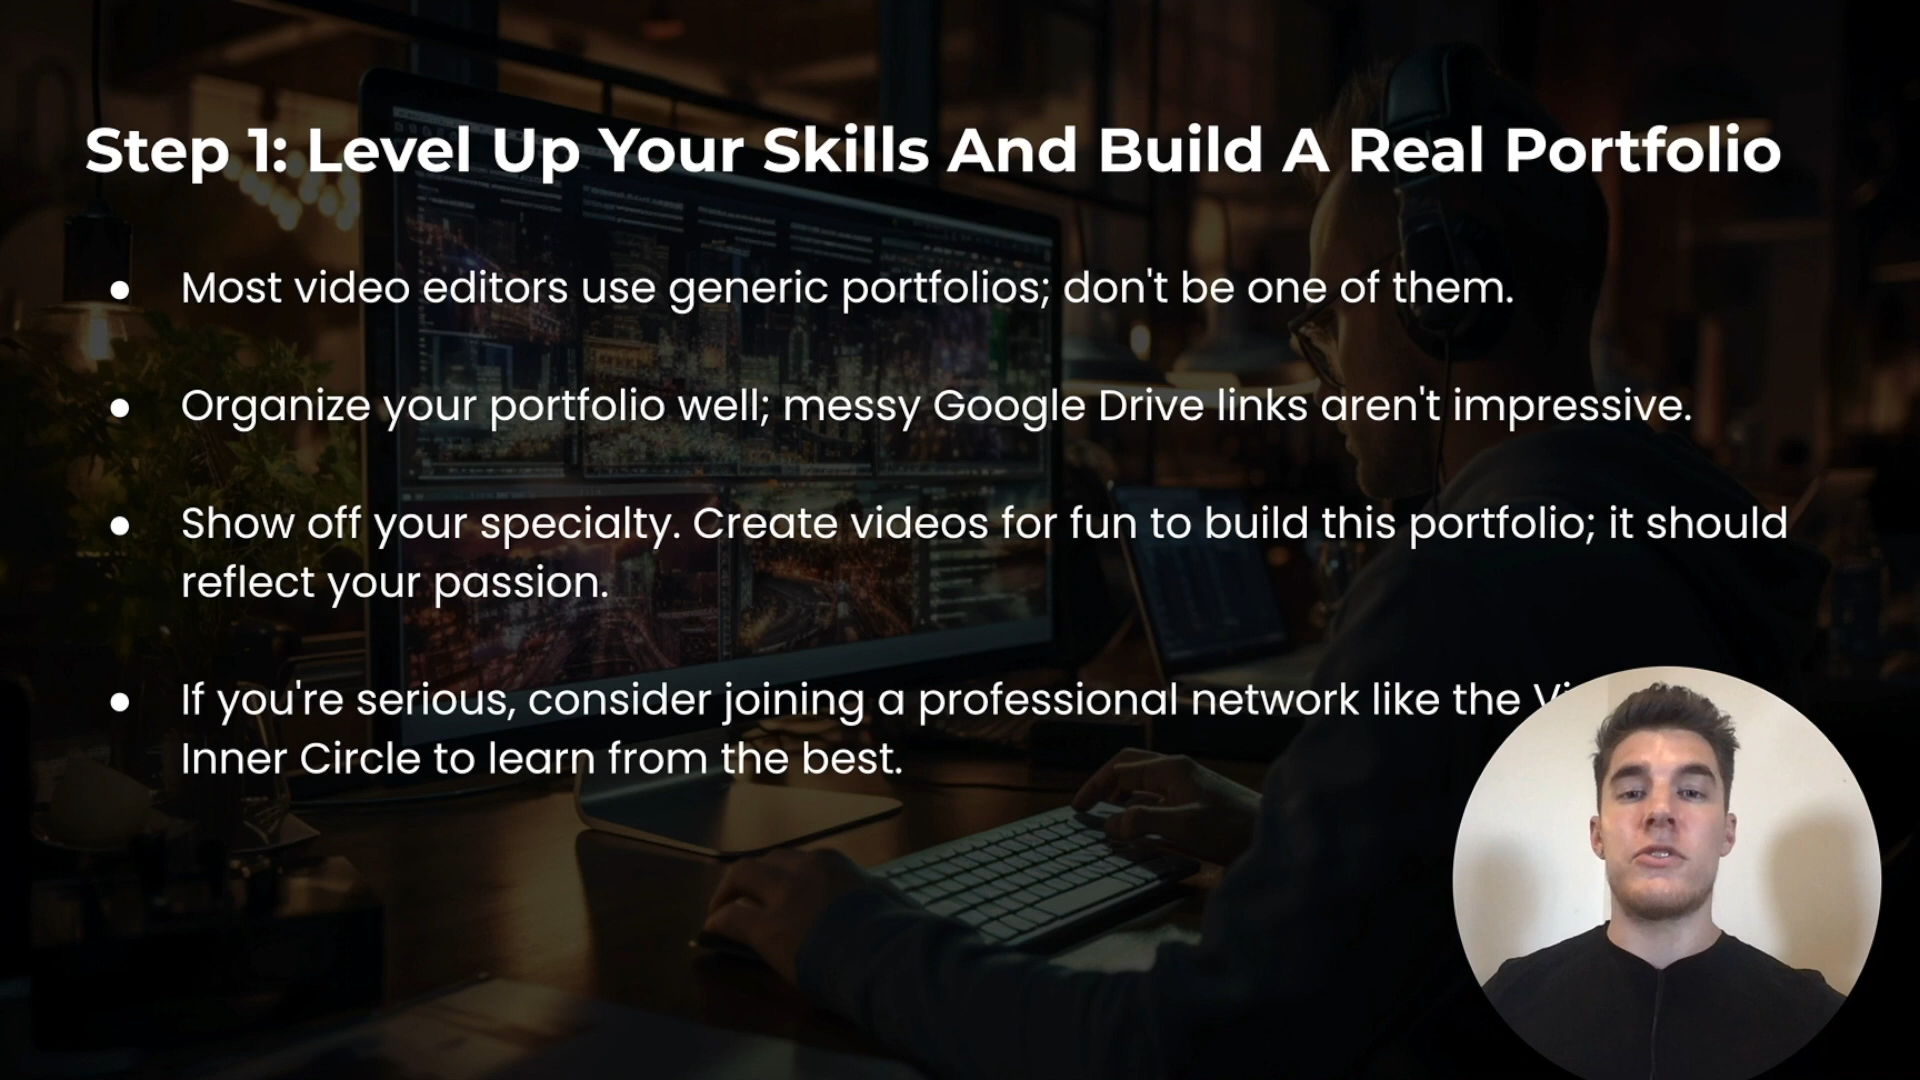 Step 1: Level Up Your Skills And Build A Real Portfolio
● Most video editors use generic portfolios; don't be one of them.
● Organize your portfolio well; messy Google Drive links aren't impressive.
● Show off your specialty. Create videos for fun to build this portfolio; it should
reflect your passion.
● If you're serious, consider joining a professional network like the
Inner Circle to learn from the best.